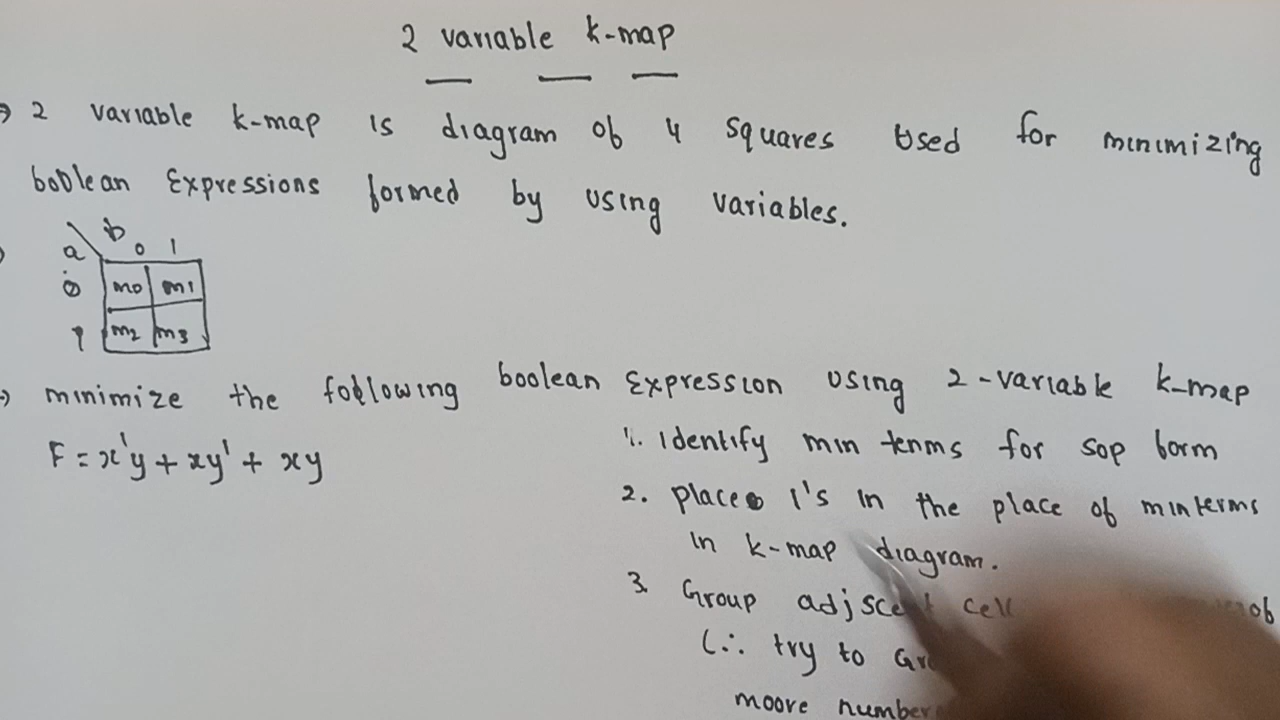 2 variable k-map
→ 2 variable k-map is diagram of 4 squares used for minimizing
boolean Expressions formed by using variables.
b
a 0 1
0 m0 m1
1 m2 m3
→ minimize the following boolean Expression using 2-variable k-map
F = x'y + xy' + xy
1. Identify min tenms for sop form
2. place 1's in the place of minterms
in k-map diagram.
3. Group adjscent cell
(∴ try to
moore number